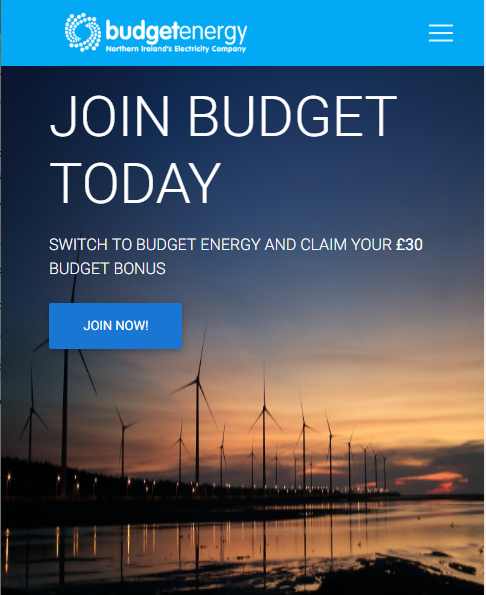 budgetenergy
Northern Ireland's Electricity Company
JOIN BUDGET
TODAY
SWITCH TO BUDGET ENERGY AND CLAIM YOUR £30
BUDGET BONUS
JOIN NOW!